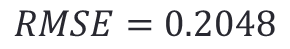 RMSE = 0.2048